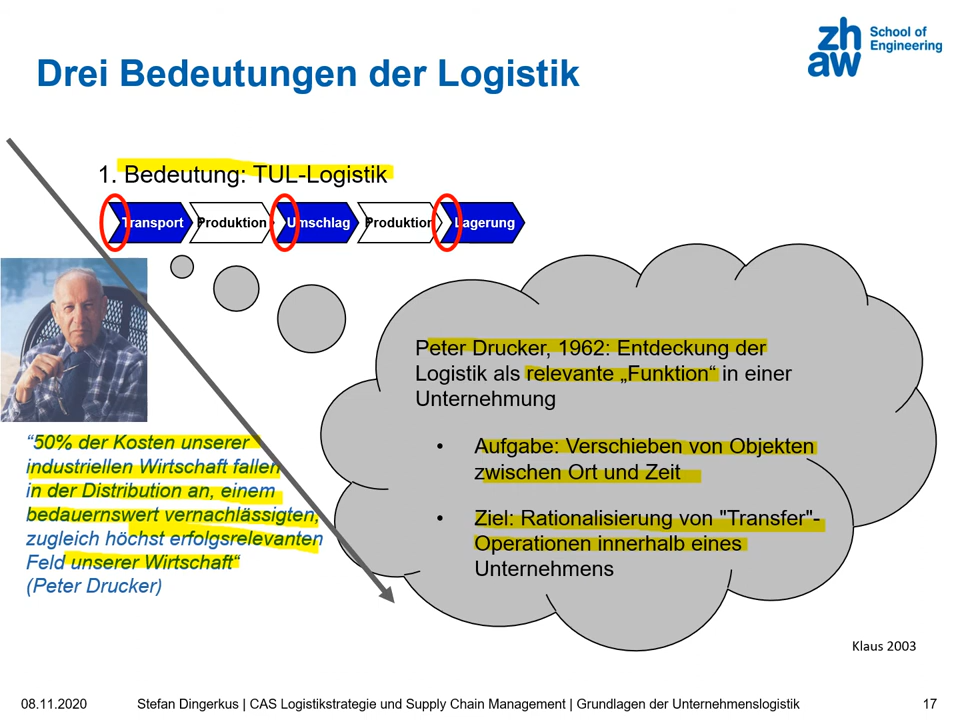 Drei Bedeutungen der Logistik
zh
aw
School of
Engineering
1. Bedeutung: TUL-Logistik
Transport Produktion Umschlag Produktion Lagerung
Peter Drucker, 1962: Entdeckung der
Logistik als relevante „Funktion“ in einer
Unternehmung
• Aufgabe: Verschieben von Objekten
zwischen Ort und Zeit
• Ziel: Rationalisierung von "Transfer"-
Operationen innerhalb eines
Unternehmens
“50% der Kosten unserer
industriellen Wirtschaft fallen
in der Distribution an, einem
bedauernswert vernachlässigten,
zugleich höchst erfolgsrelevanten
Feld unserer Wirtschaft“
(Peter Drucker)
Klaus 2003
08.11.2020 Stefan Dingerkus | CAS Logistikstrategie und Supply Chain Management | Grundlagen der Unternehmenslogistik 17